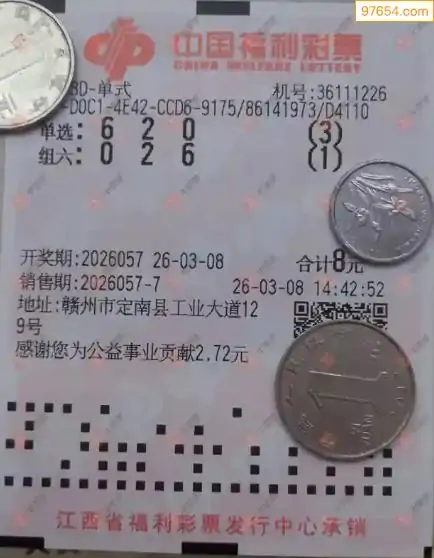 97654.com
中国福利彩票
CHINA WELFARE LOTTERY
3D-单式 机号:36111226
-D0C1-4E42-CCD6-9175/86141973/D4110
单选: 6 2 0 (3)
组六: 0 2 6 (1)
开奖期:2026057 26-03-08 合计8元
销售期:2026057-7 26-03-08 14:42:52
地址:赣州市定南县工业大道12
9号
感谢您为公益事业贡献2.72元
1
江西省福利彩票发行中心承销